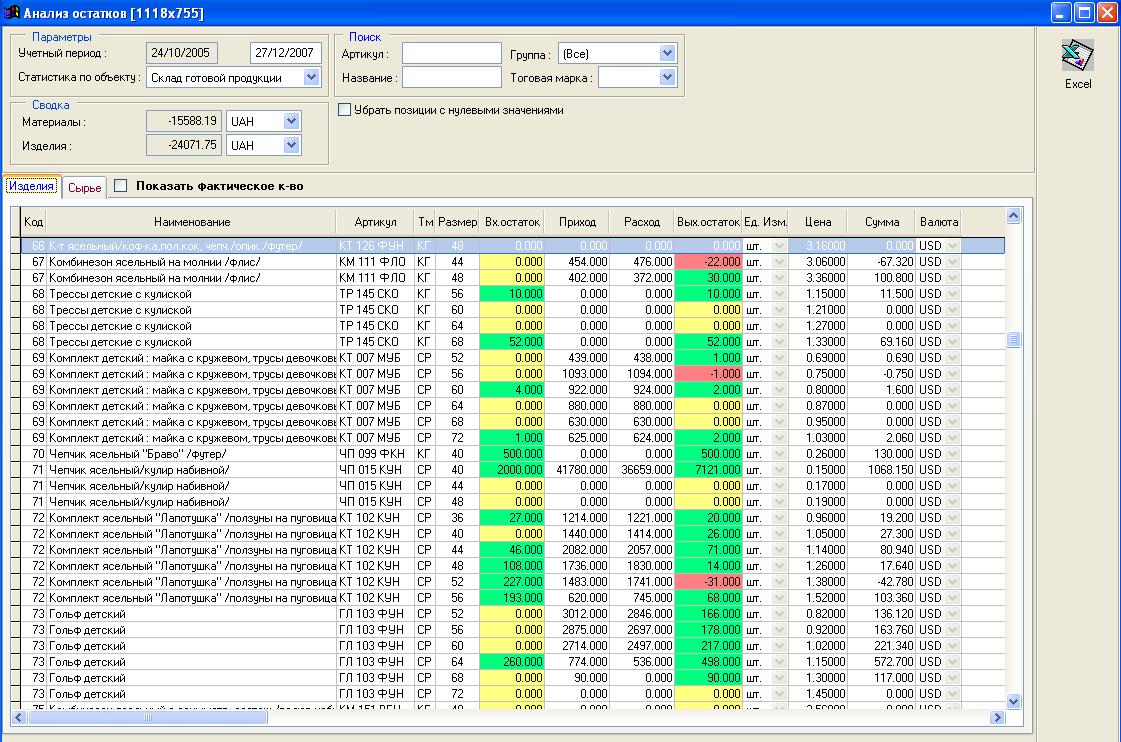 Анализ остатков [1118x755]
Параметры
Учетный период : 24/10/2005 27/12/2007
Статистика по объекту : Склад готовой продукции
Поиск
Артикул : Группа : (Все)
Название : Тоговая марка :
Excel
Сводка
Материалы : -15588.19 UAH
Изделия : -24071.75 UAH
Убрать позиции с нулевыми значениями
Изделия Сырье Показать фактическое к-во
Код Наименование Артикул Тм Размер Вх.остаток Приход Расход Вых.остаток Ед. Изм. Цена Сумма Валюта
66 К-т ясельный/коф-ка,пол.кок, чепч./опик./футер/ КТ 126 ФУН КГ 48 0.000 0.000 0.000 0.000 шт. 3.16000 0.000 USD
67 Комбинезон ясельный на молнии /флис/ КМ 111 ФЛО КГ 44 0.000 454.000 476.000 -22.000 шт. 3.06000 -67.320 USD
67 Комбинезон ясельный на молнии /флис/ КМ 111 ФЛО КГ 48 0.000 402.000 372.000 30.000 шт. 3.36000 100.800 USD
68 Трессы детские с кулиской ТР 145 СКО КГ 56 10.000 0.000 0.000 10.000 шт. 1.15000 11.500 USD
68 Трессы детские с кулиской ТР 145 СКО КГ 60 0.000 0.000 0.000 0.000 шт. 1.21000 0.000 USD
68 Трессы детские с кулиской ТР 145 СКО КГ 64 0.000 0.000 0.000 0.000 шт. 1.27000 0.000 USD
68 Трессы детские с кулиской ТР 145 СКО КГ 68 52.000 0.000 0.000 52.000 шт. 1.33000 69.160 USD
69 Комплект детский : майка с кружевом, трусы девочковы КТ 007 МУБ СР 52 0.000 439.000 438.000 1.000 шт. 0.69000 0.690 USD
69 Комплект детский : майка с кружевом, трусы девочковы КТ 007 МУБ СР 56 0.000 1093.000 1094.000 -1.000 шт. 0.75000 -0.750 USD
69 Комплект детский : майка с кружевом, трусы девочковы КТ 007 МУБ СР 60 4.000 922.000 924.000 2.000 шт. 0.80000 1.600 USD
69 Комплект детский : майка с кружевом, трусы девочковы КТ 007 МУБ СР 64 0.000 880.000 880.000 0.000 шт. 0.87000 0.000 USD
69 Комплект детский : майка с кружевом, трусы девочковы КТ 007 МУБ СР 68 0.000 630.000 630.000 0.000 шт. 0.95000 0.000 USD
69 Комплект детский : майка с кружевом, трусы девочковы КТ 007 МУБ СР 72 1.000 625.000 624.000 2.000 шт. 1.03000 2.060 USD
70 Чепчик ясельный "Браво" /футер/ ЧП 099 ФКН КГ 40 500.000 0.000 0.000 500.000 шт. 0.26000 130.000 USD
71 Чепчик ясельный/кулир набивной/ ЧП 015 КУН СР 40 2000.000 41780.000 36659.000 7121.000 шт. 0.15000 1068.150 USD
71 Чепчик ясельный/кулир набивной/ ЧП 015 КУН СР 44 0.000 0.000 0.000 0.000 шт. 0.17000 0.000 USD
71 Чепчик ясельный/кулир набивной/ ЧП 015 КУН СР 48 0.000 0.000 0.000 0.000 шт. 0.19000 0.000 USD
72 Комплект ясельный "Лапотушка" /ползуны на пуговица КТ 102 КУН СР 36 27.000 1214.000 1221.000 20.000 шт. 0.96000 19.200 USD
72 Комплект ясельный "Лапотушка" /ползуны на пуговица КТ 102 КУН СР 40 0.000 1440.000 1414.000 26.000 шт. 1.05000 27.300 USD
72 Комплект ясельный "Лапотушка" /ползуны на пуговица КТ 102 КУН СР 44 46.000 2082.000 2057.000 71.000 шт. 1.14000 80.940 USD
72 Комплект ясельный "Лапотушка" /ползуны на пуговица КТ 102 КУН СР 48 108.000 1736.000 1830.000 14.000 шт. 1.26000 17.640 USD
72 Комплект ясельный "Лапотушка" /ползуны на пуговица КТ 102 КУН СР 52 227.000 1483.000 1741.000 -31.000 шт. 1.38000 -42.780 USD
72 Комплект ясельный "Лапотушка" /ползуны на пуговица КТ 102 КУН СР 56 193.000 620.000 745.000 68.000 шт. 1.52000 103.360 USD
73 Гольф детский ГЛ 103 ФУН СР 52 0.000 3012.000 2846.000 166.000 шт. 0.82000 136.120 USD
73 Гольф детский ГЛ 103 ФУН СР 56 0.000 2875.000 2697.000 178.000 шт. 0.92000 163.760 USD
73 Гольф детский ГЛ 103 ФУН СР 60 0.000 2714.000 2497.000 217.000 шт. 1.02000 221.340 USD
73 Гольф детский ГЛ 103 ФУН СР 64 260.000 774.000 536.000 498.000 шт. 1.15000 572.700 USD
73 Гольф детский ГЛ 103 ФУН СР 68 0.000 90.000 0.000 90.000 шт. 1.30000 117.000 USD
73 Гольф детский ГЛ 103 ФУН СР 72 0.000 0.000 0.000 0.000 шт. 1.45000 0.000 USD